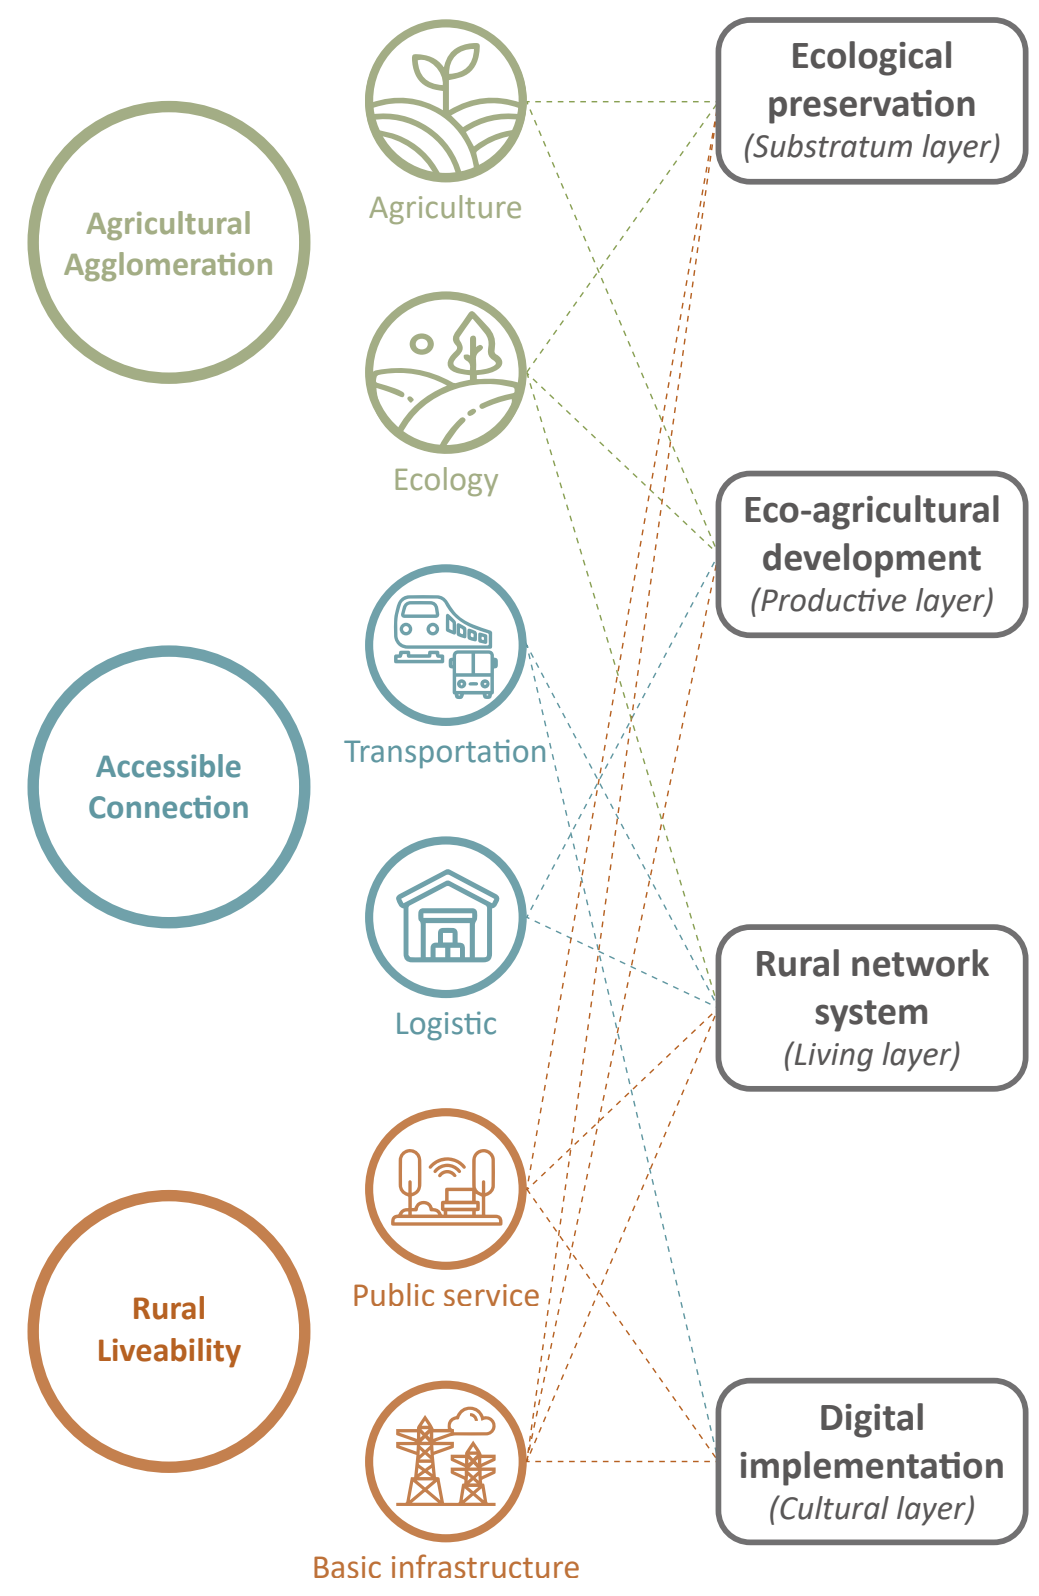 Agricultural
Agglomeration
Agriculture
Ecology
Accessible
Connection
Transportation
Logistic
Rural
Liveability
Public service
Basic infrastructure
Ecological
preservation
(Substratum layer)
Eco-agricultural
development
(Productive layer)
Rural network
system
(Living layer)
Digital
implementation
(Cultural layer)